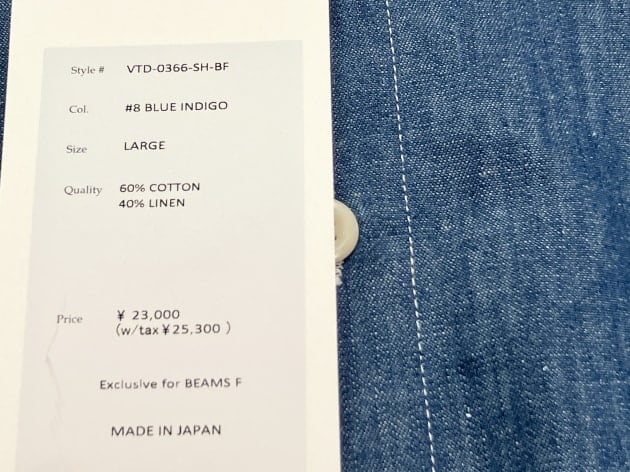 Style # VTD-0366-SH-BF
Col. #8 BLUE INDIGO
Size LARGE
Quality 60% COTTON
40% LINEN
Price ¥ 23,000
(w/tax ¥25,300 )
Exclusive for BEAMS F
MADE IN JAPAN